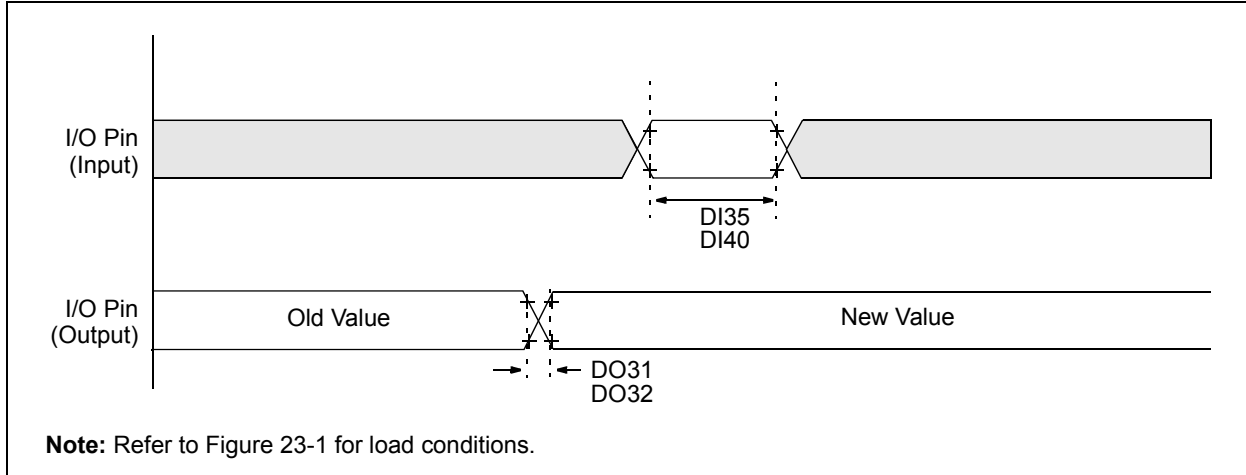 I/O Pin
(Input)
DI35
DI40
I/O Pin
(Output)
Old Value
New Value
DO31
DO32
Note: Refer to Figure 23-1 for load conditions.